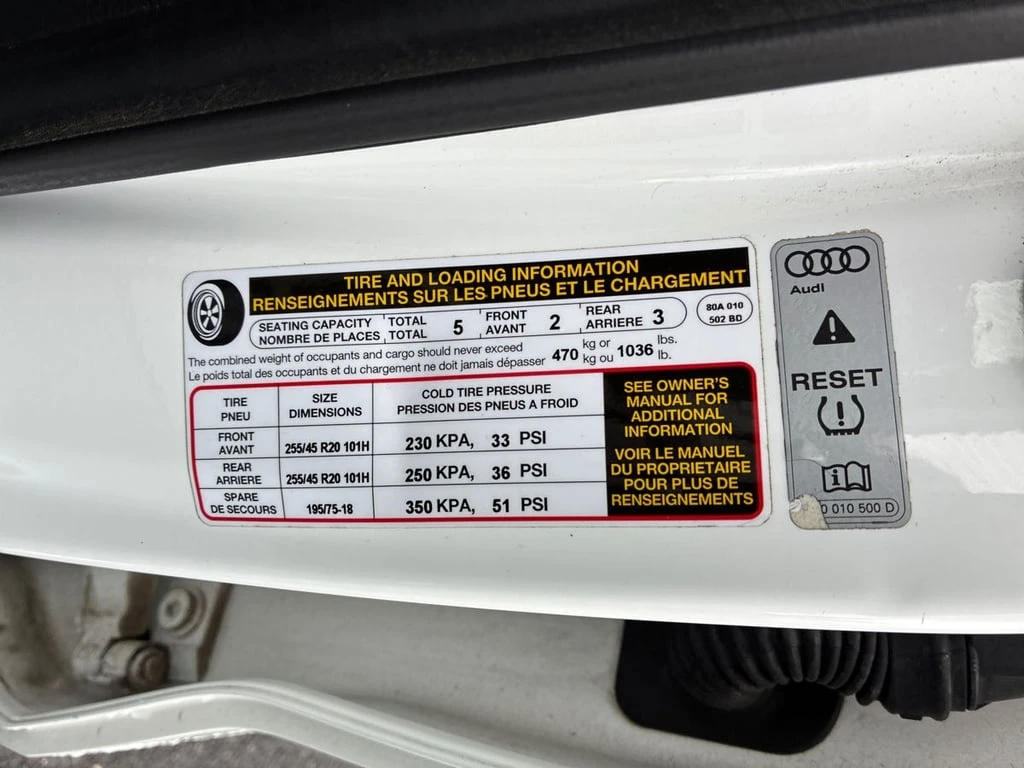 TIRE AND LOADING INFORMATION
RENSEIGNEMENTS SUR LES PNEUS ET LE CHARGEMENT
SEATING CAPACITY TOTAL 5 FRONT 2 REAR 3
NOMBRE DE PLACES TOTAL AVANT ARRIERE
80A 010
502 BD
The combined weight of occupants and cargo should never exceed 470 kg or 1036 lbs.
Le poids total des occupants et du chargement ne doit jamais dépasser kg ou lb.
TIRE SIZE COLD TIRE PRESSURE
PNEU DIMENSIONS PRESSION DES PNEUS A FROID
FRONT
AVANT 255/45 R20 101H 230 KPA, 33 PSI
REAR
ARRIERE 255/45 R20 101H 250 KPA, 36 PSI
SPARE
DE SECOURS 195/75-18 350 KPA, 51 PSI
SEE OWNER'S
MANUAL FOR
ADDITIONAL
INFORMATION
VOIR LE MANUEL
DU PROPRIETAIRE
POUR PLUS DE
RENSEIGNEMENTS
Audi
RESET
0 010 500 D